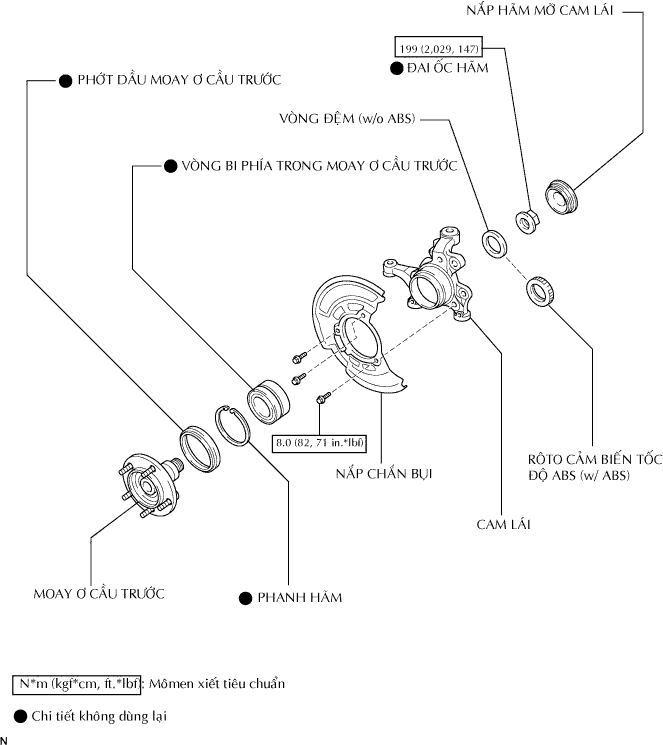 NẮP HÃM MỠ CAM LÁI
199 (2,029, 147)
ĐAI ỐC HÃM
PHỚT DẦU MOAY Ơ CẦU TRƯỚC
VÒNG ĐỆM (w/o ABS)
VÒNG BI PHÍA TRONG MOAY Ơ CẦU TRƯỚC
8.0 (82, 71 in.*lbf)
NẮP CHẮN BỤI
RÔTO CẢM BIẾN TỐC
ĐỘ ABS (w/ ABS)
CAM LÁI
MOAY Ơ CẦU TRƯỚC
PHANH HÃM
N*m (kgf*cm, ft.*lbf): Mômen xiết tiêu chuẩn
Chi tiết không dùng lại
N